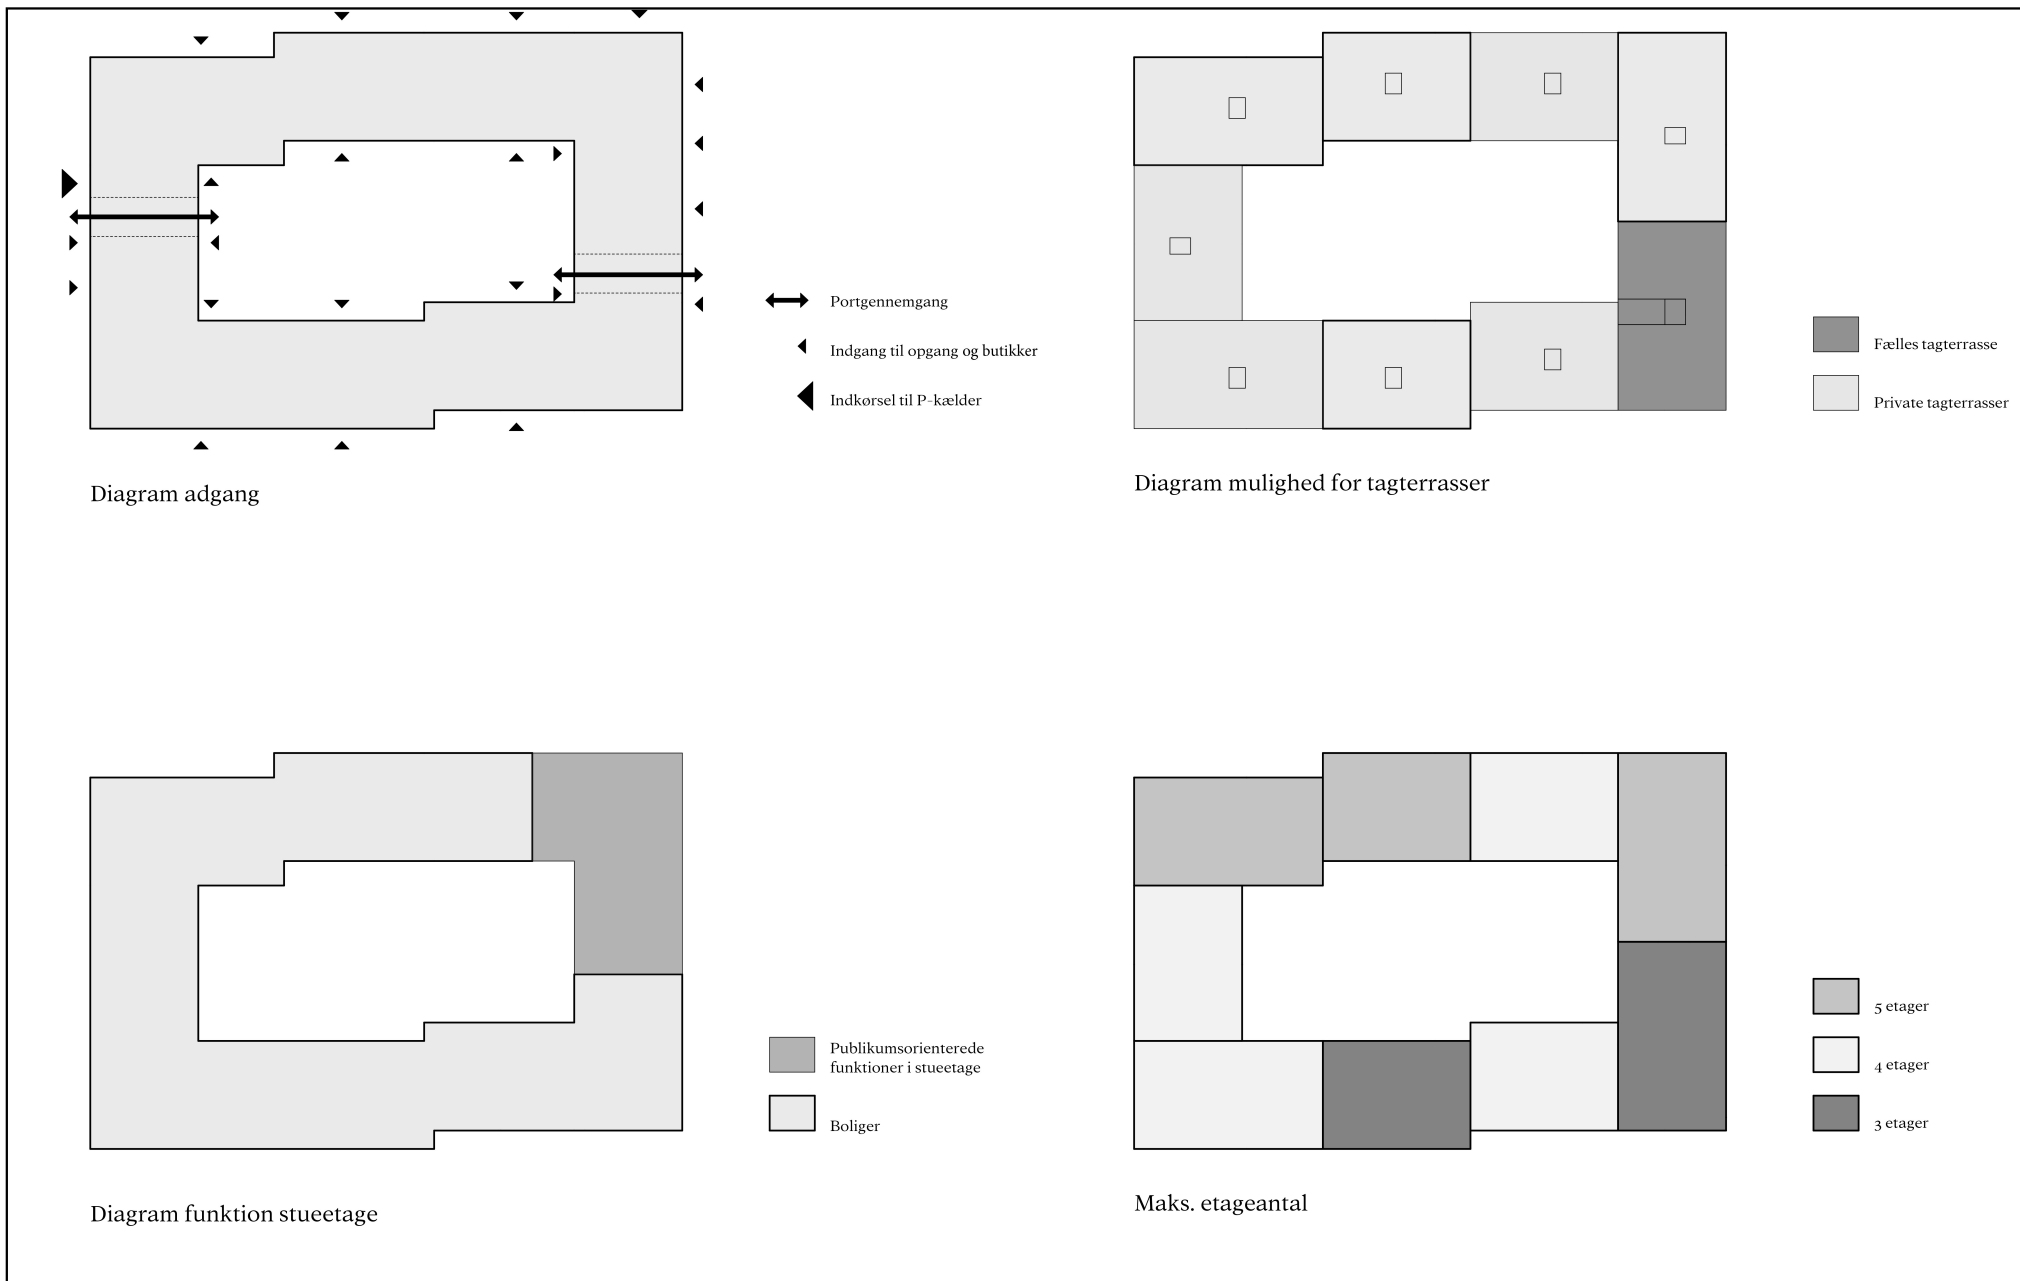 Portgennemgang
Indgang til opgang og butikker
Indkørsel til P-kælder
Diagram adgang
Fælles tagterrasse
Private tagterrasser
Diagram mulighed for tagterrasser
Publikumsorienterede
funktioner i stueetage
Boliger
Diagram funktion stueetage
5 etager
4 etager
3 etager
Maks. etageantal